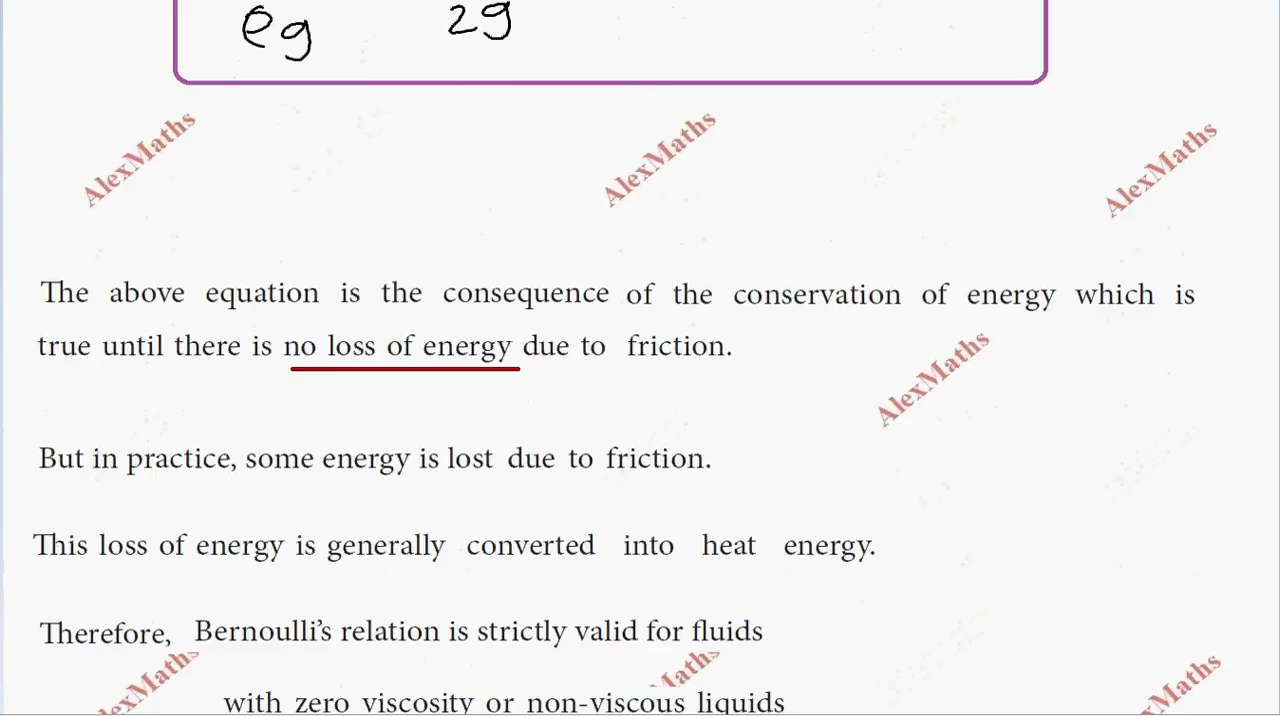 eg 2g
AlexMaths AlexMaths AlexMaths
The above equation is the consequence of the conservation of energy which is
true until there is no loss of energy due to friction.
AlexMaths
But in practice, some energy is lost due to friction.
This loss of energy is generally converted into heat energy.
Therefore, Bernoulli's relation is strictly valid for fluids
AlexMaths AlexMaths AlexMaths
with zero viscosity or non-viscous liquids